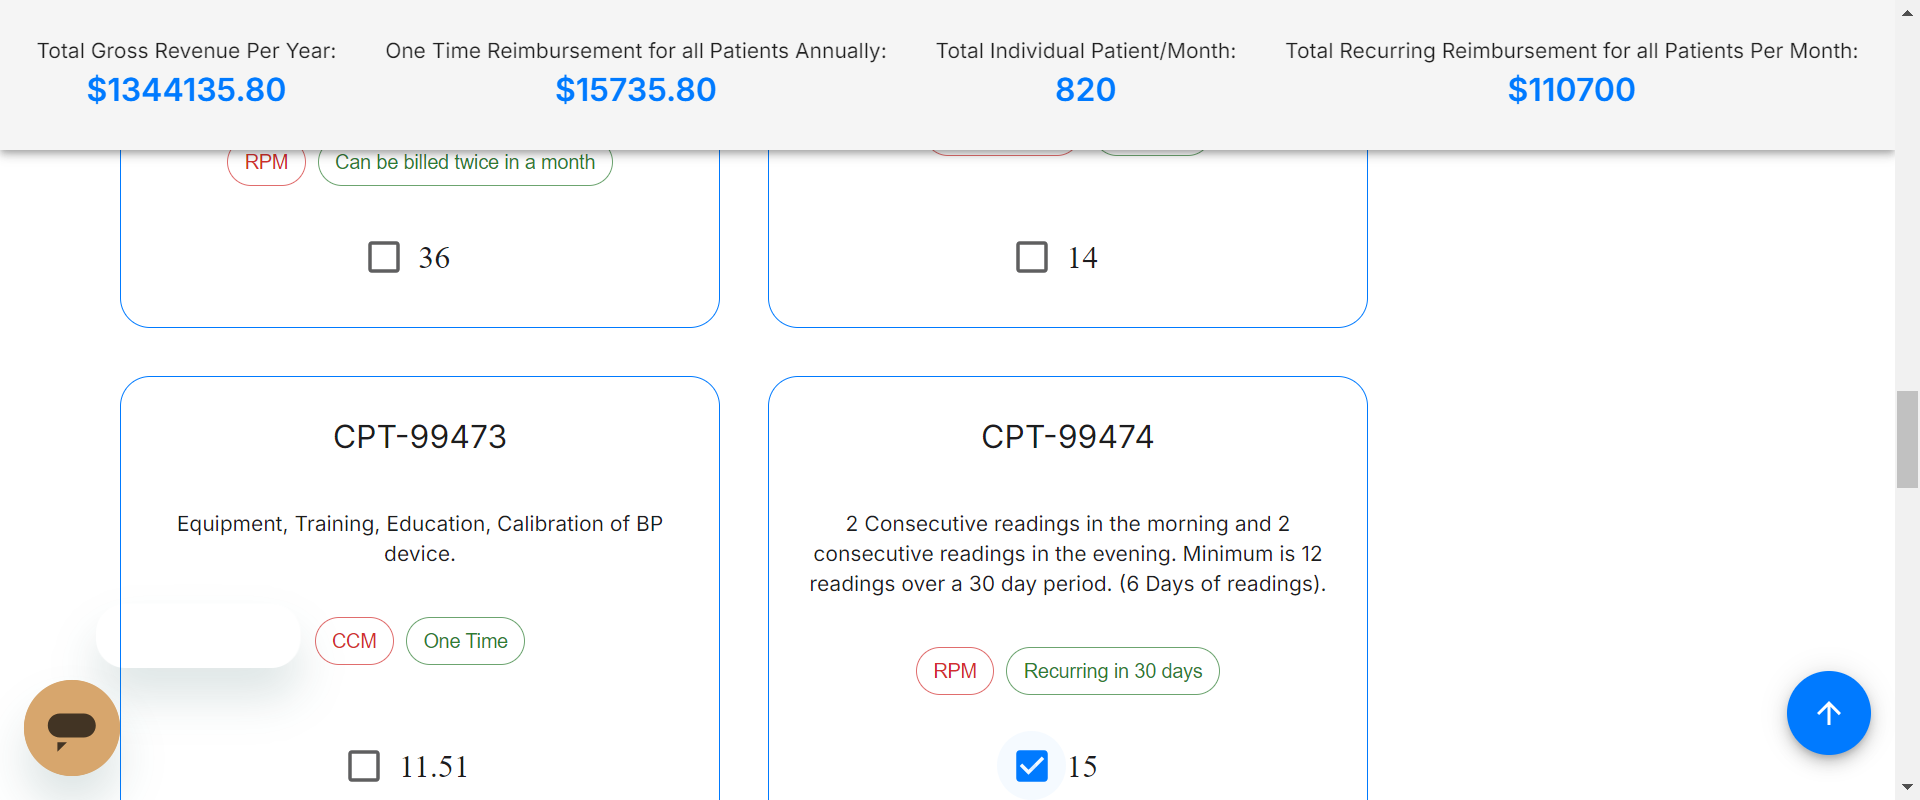 Total Gross Revenue Per Year:
$1344135.80
One Time Reimbursement for all Patients Annually:
$15735.80
Total Individual Patient/Month:
820
Total Recurring Reimbursement for all Patients Per Month:
$110700
RPM
Can be billed twice in a month
36
14
CPT-99473
Equipment, Training, Education, Calibration of BP
device.
CCM
One Time
11.51
CPT-99474
2 Consecutive readings in the morning and 2
consecutive readings in the evening. Minimum is 12
readings over a 30 day period. (6 Days of readings).
RPM
Recurring in 30 days
15